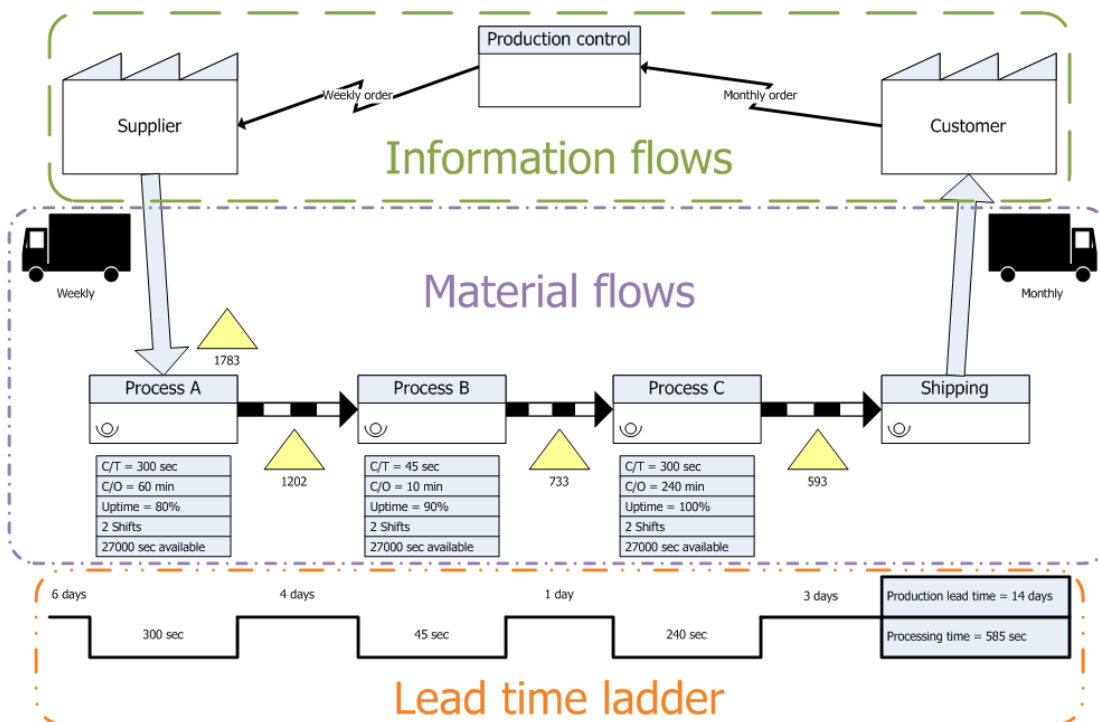 Production control
Supplier
Weekly order
Monthly order
Customer
Information flows
Weekly
Material flows
Monthly
1783
Process A
Process B
Process C
Shipping
1202
733
593
C/T = 300 sec
C/O = 60 min
Uptime = 80%
2 Shifts
27000 sec available
C/T = 45 sec
C/O = 10 min
Uptime = 90%
2 Shifts
27000 sec available
C/T = 300 sec
C/O = 240 min
Uptime = 100%
2 Shifts
27000 sec available
6 days
4 days
1 day
3 days
Production lead time = 14 days
300 sec
45 sec
240 sec
Processing time = 585 sec
Lead time ladder